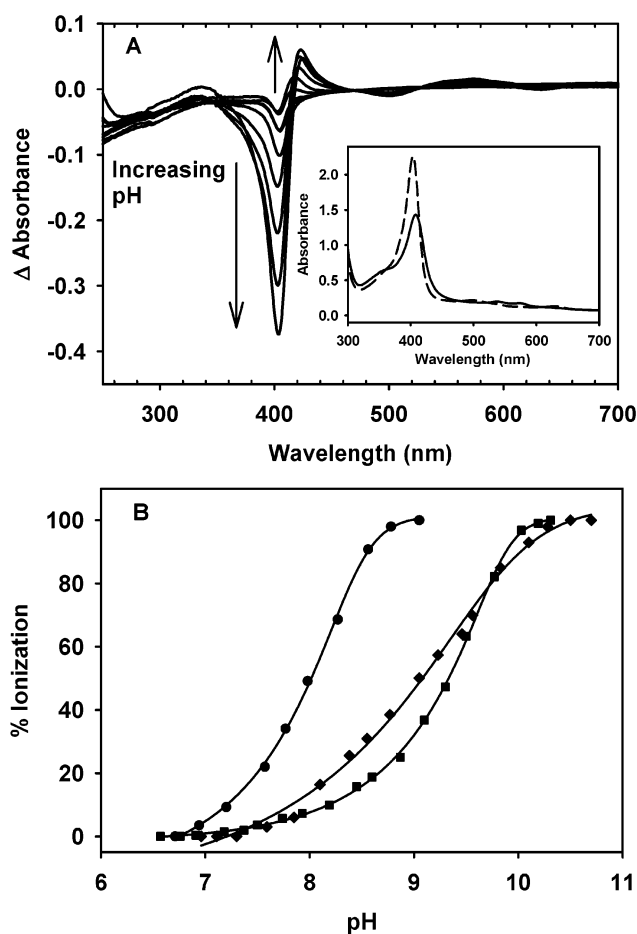 A
0.1
0.0
-0.1
-0.2
-0.3
-0.4
Δ Absorbance
Increasing
pH
2.0
1.5
1.0
0.5
0.0
Absorbance
300 400 500 600 700
Wavelength (nm)
300 400 500 600 700
Wavelength (nm)
B
100
80
60
40
20
0
% Ionization
6 7 8 9 10 11
pH